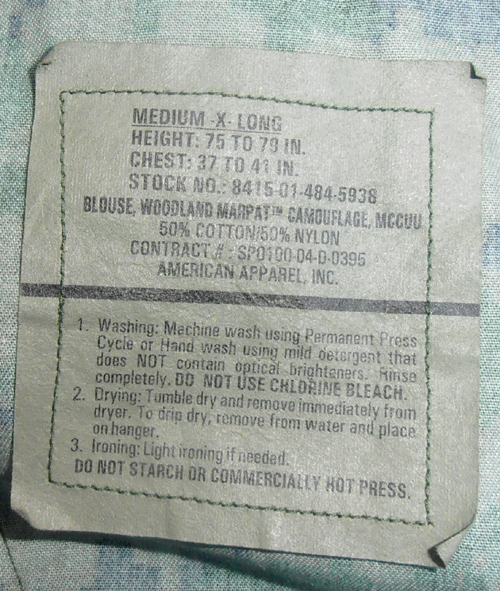 MEDIUM -X- LONG
HEIGHT: 75 TO 79 IN.
CHEST: 37 TO 41 IN.
STOCK NO.: 8415-01-484-5938
BLOUSE, WOODLAND MARPAT™ CAMOUFLAGE, MCCUU
50% COTTON/50% NYLON
CONTRACT # : SP0100-04-D-0395
AMERICAN APPAREL, INC.
1. Washing: Machine wash using Permanent Press
Cycle or Hand wash using mild detergent that
does NOT contain optical brighteners. Rinse
completely. DO NOT USE CHLORINE BLEACH.
2. Drying: Tumble dry and remove immediately from
dryer. To drip dry, remove from water and place
on hanger.
3. Ironing: Light ironing if needed.
DO NOT STARCH OR COMMERCIALLY HOT PRESS.